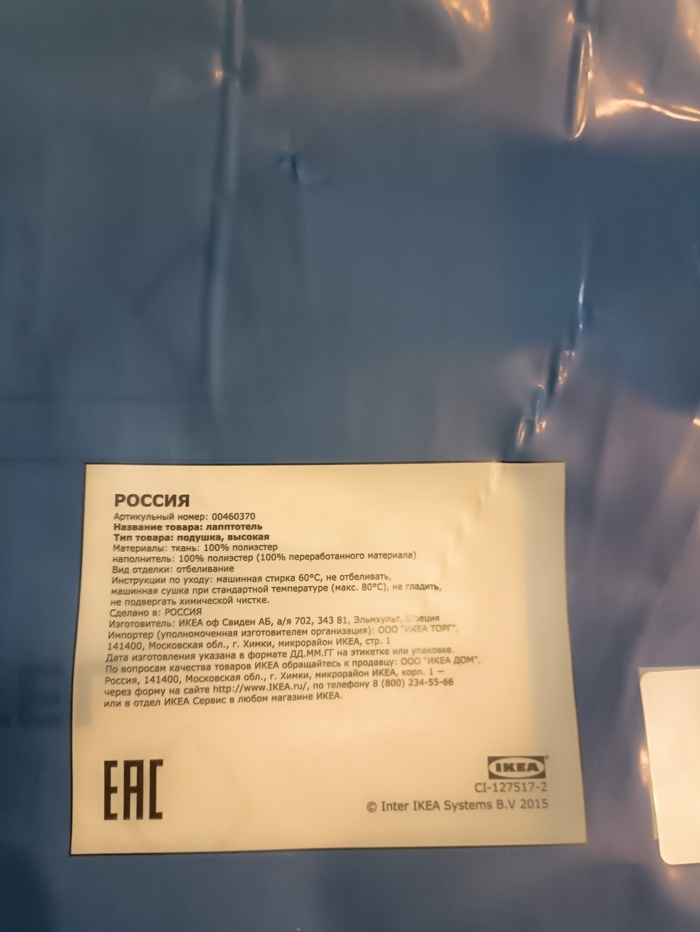 РОССИЯ
Артикульный номер: 00460370
Название товара: лапптотель
Тип товара: подушка, высокая
Материалы: ткань: 100% полиэстер
наполнитель: 100% полиэстер (100% переработанного материала)
Вид отделки: отбеливание
Инструкции по уходу: машинная стирка 60°C, не отбеливать,
машинная сушка при стандартной температуре (макс. 80°C), не гладить,
не подвергать химической чистке.
Сделано в: РОССИЯ
Изготовитель: ИКЕА оф Свиден АБ, а/я 702, 343 81, Эльмхульт,
Импортер (уполномоченная изготовителем организация): ООО "ИКЕА ТОРГ",
141400, Московская обл., г. Химки, микрорайон ИКЕА, стр. 1
Дата изготовления указана в формате ДД.ММ.ГГ на этикетке или упаковке.
По вопросам качества товаров ИКЕА обращайтесь к продавцу: ООО "ИКЕА ДОМ",
Россия, 141400, Московская обл., г. Химки, микрорайон ИКЕА, корп. 1 —
через форму на сайте http://www.IKEA.ru/, по телефону 8 (800) 234-55-66
или в отдел ИКЕА Сервис в любом магазине ИКЕА.
EAC
IKEA®
CI-127517-2
© Inter IKEA Systems B.V 2015